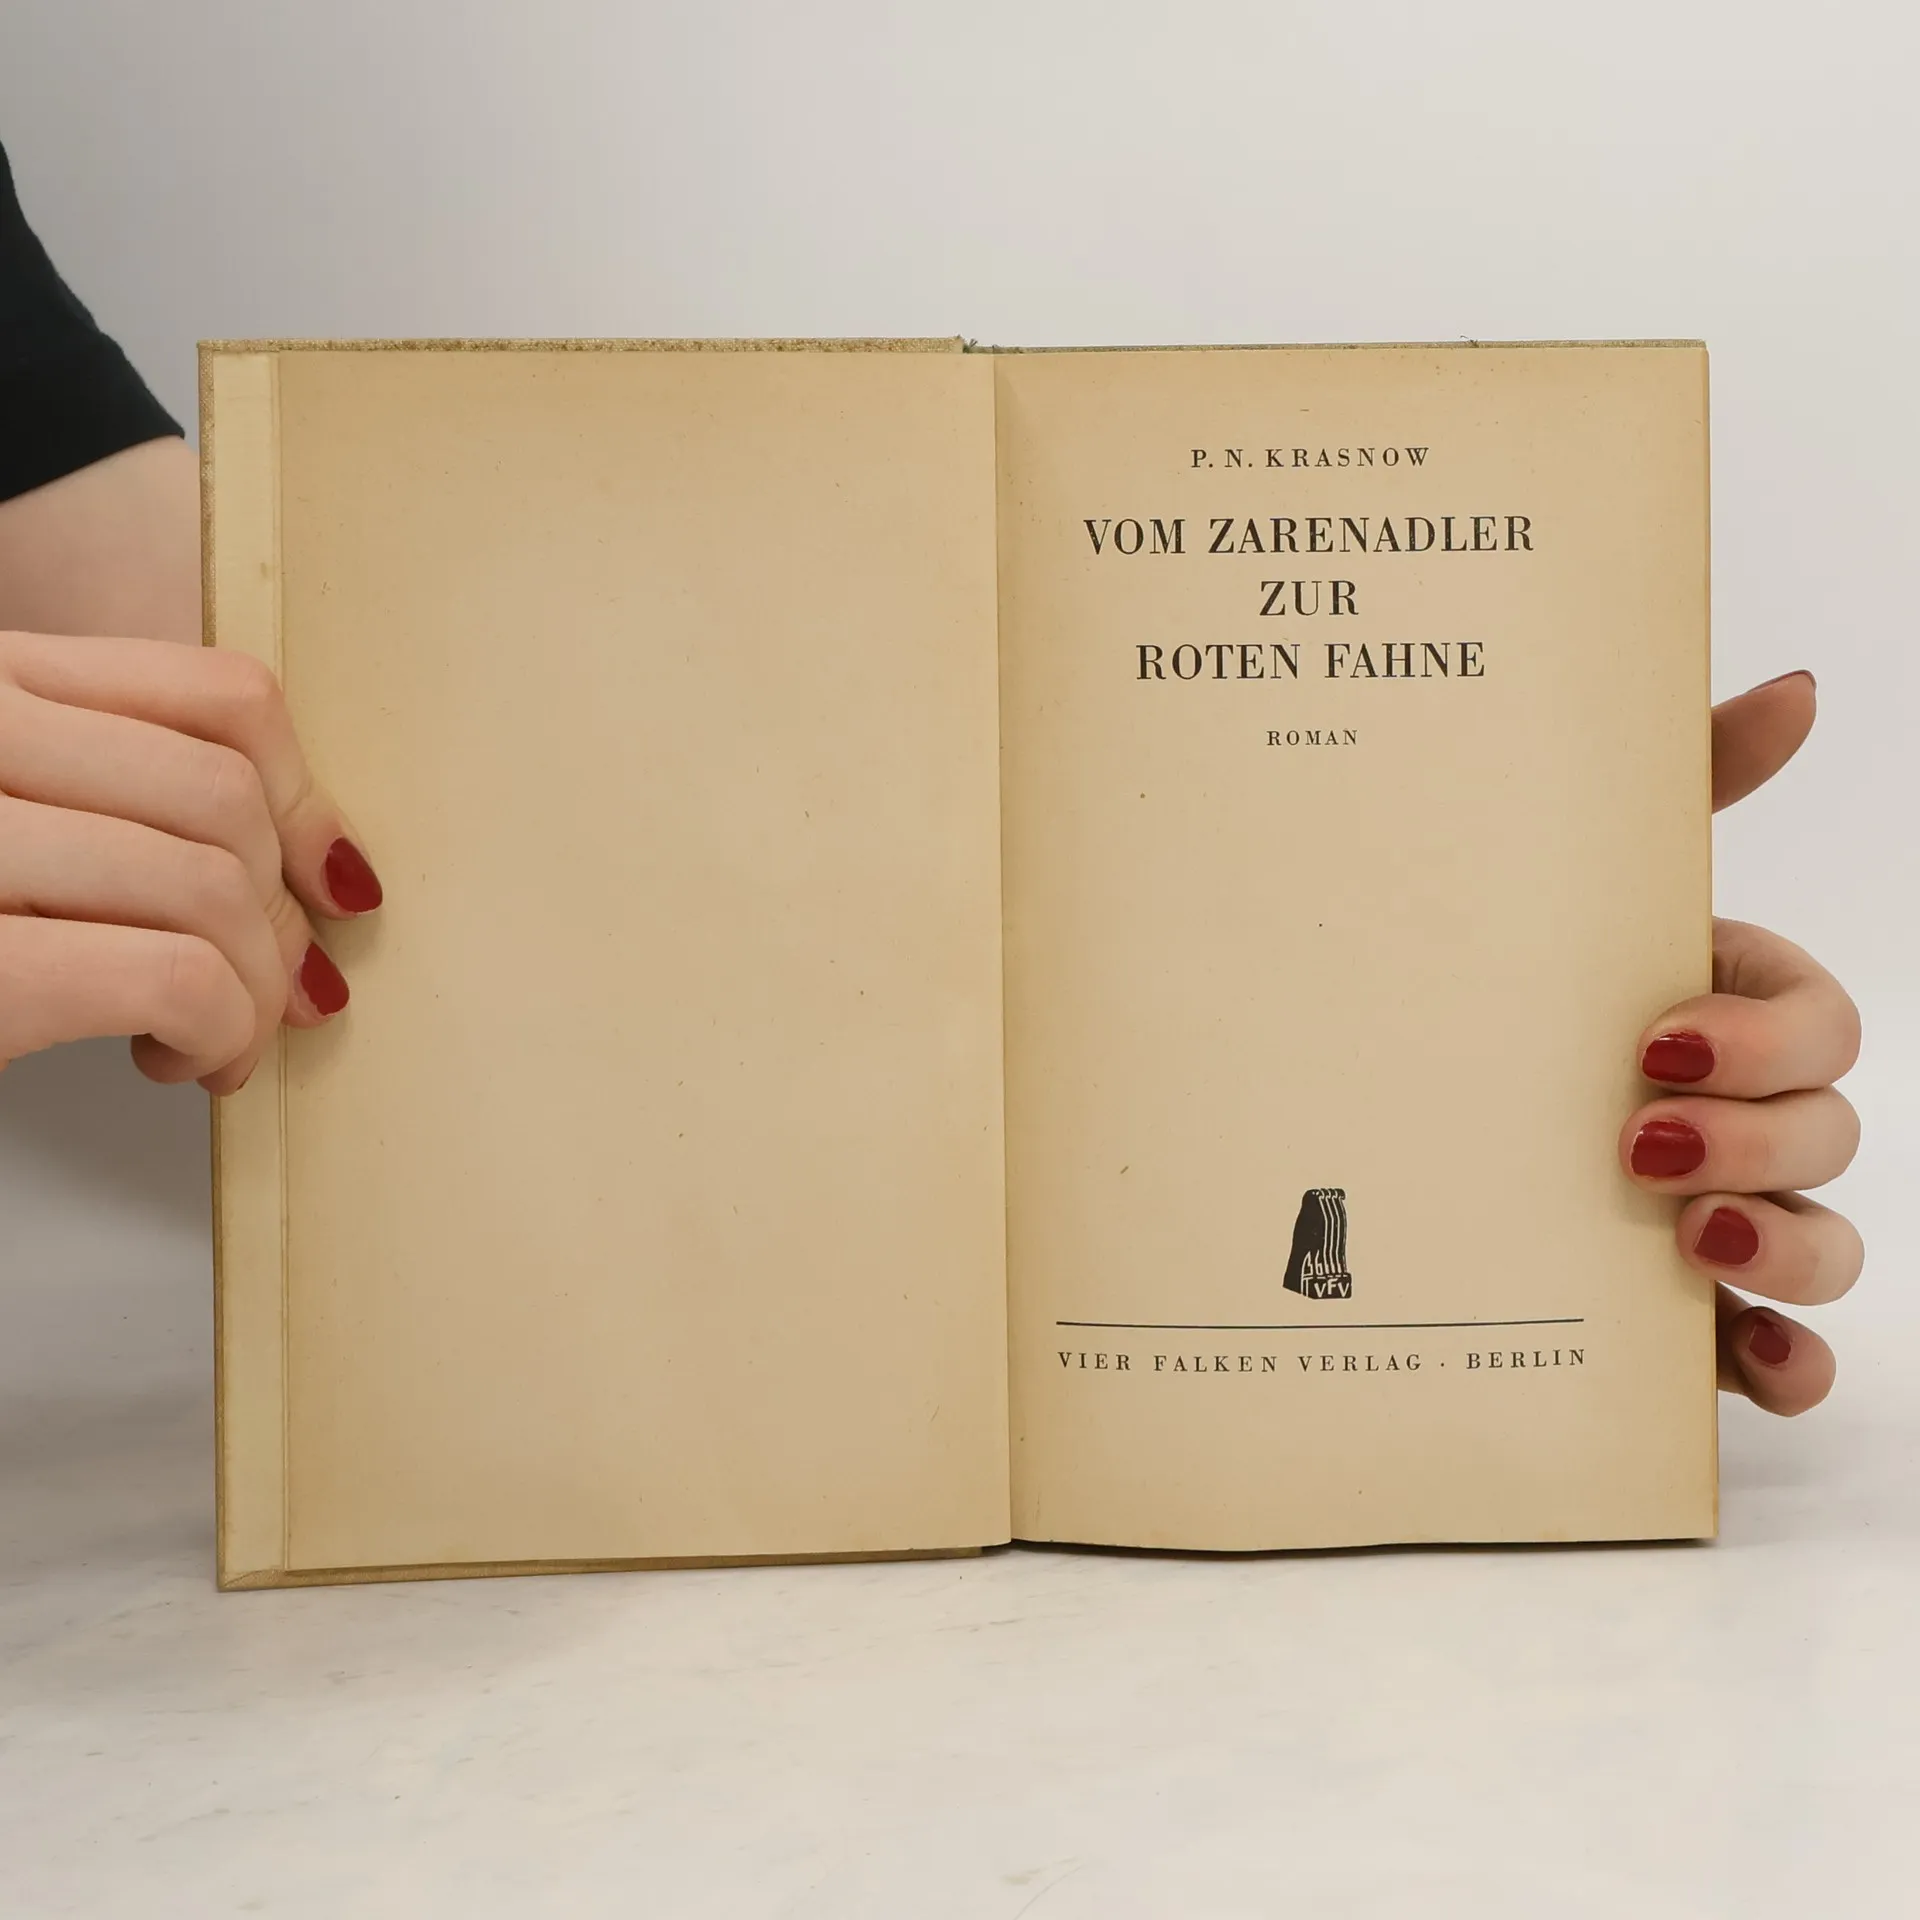 P. N. KRASNOW
VOM ZARENADLER
ZUR
ROTEN FAHNE
ROMAN
VFV
VIER FALKEN VERLAG · BERLIN